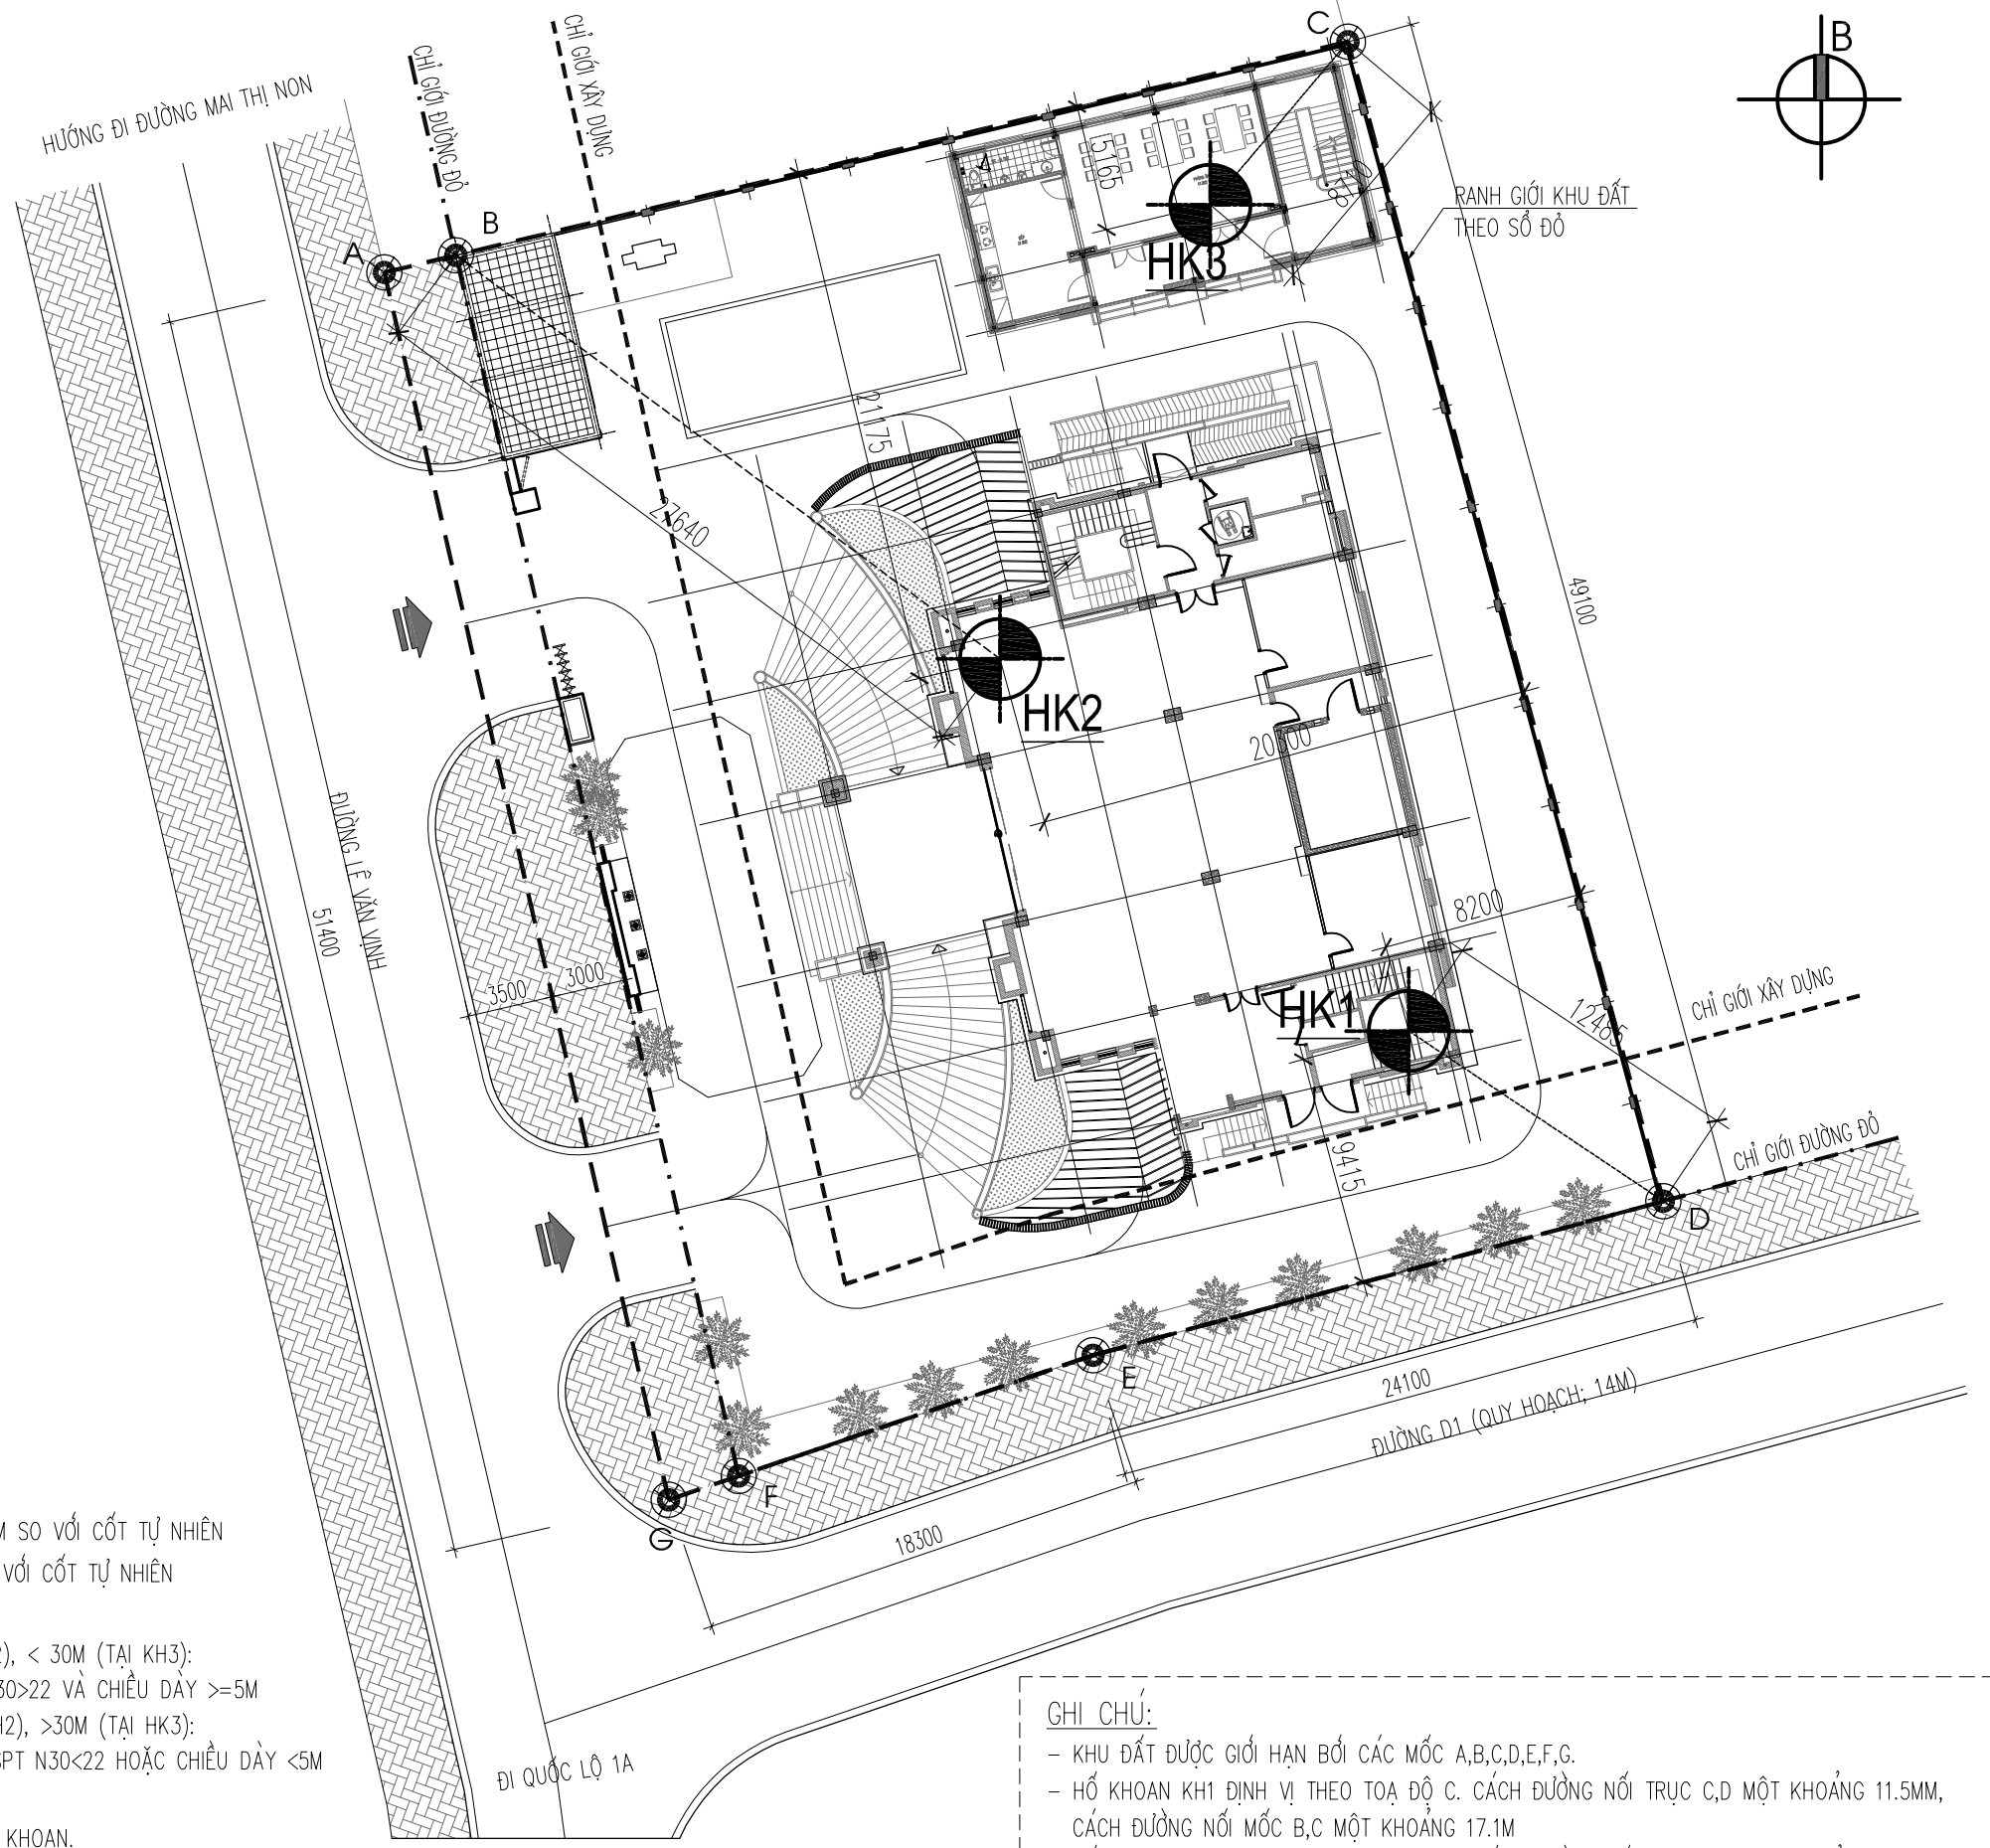 HƯỚNG ĐI ĐƯỜNG MAI THỊ NON
CHỈ GIỚI ĐƯỜNG ĐỎ
CHỈ GIỚI XÂY DỰNG
C
B
B
A
5165
8710
RANH GIỚI KHU ĐẤT
THEO SỔ ĐỎ
HK3
21175
27640
49100
HK2
20100
ĐƯỜNG LÊ VĂN VỊNH
51400
3500
3000
8200
HK1
12485
CHỈ GIỚI XÂY DỰNG
9415
CHỈ GIỚI ĐƯỜNG ĐỎ
D
E
24100
ĐƯỜNG D1 (QUY HOẠCH; 14M)
F
G
18300
M SO VỚI CỐT TỰ NHIÊN
VỚI CỐT TỰ NHIÊN
2), < 30M (TẠI KH3):
30>22 VÀ CHIỀU DÀY >=5M
H2), >30M (TẠI HK3):
SPT N30<22 HOẶC CHIỀU DÀY <5M
KHOAN.
ĐI QUỐC LỘ 1A
GHI CHÚ:
– KHU ĐẤT ĐƯỢC GIỚI HẠN BỞI CÁC MỐC A,B,C,D,E,F,G.
– HỐ KHOAN KH1 ĐỊNH VỊ THEO TOẠ ĐỘ C. CÁCH ĐƯỜNG NỐI TRỤC C,D MỘT KHOẢNG 11.5MM,
CÁCH ĐƯỜNG NỐI MỐC B,C MỘT KHOẢNG 17.1M